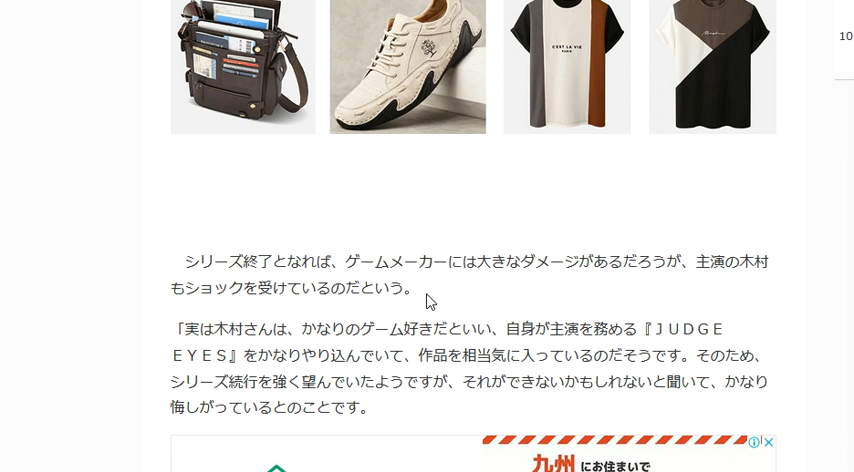 C'EST LA VIE
PARIS
10
シリーズ終了となれば、ゲームメーカーには大きなダメージがあるだろうが、主演の木村
もショックを受けているのだという。
「実は木村さんは、かなりのゲーム好きだといい、自身が主演を務める『ＪＵＤＧＥ
ＥＹＥＳ』をかなりやり込んでいて、作品を相当気に入っているのだそうです。そのため、
シリーズ続行を強く望んでいたようですが、それができないかもしれないと聞いて、かなり
悔しがっているとのことです。
九州 にお住まいで